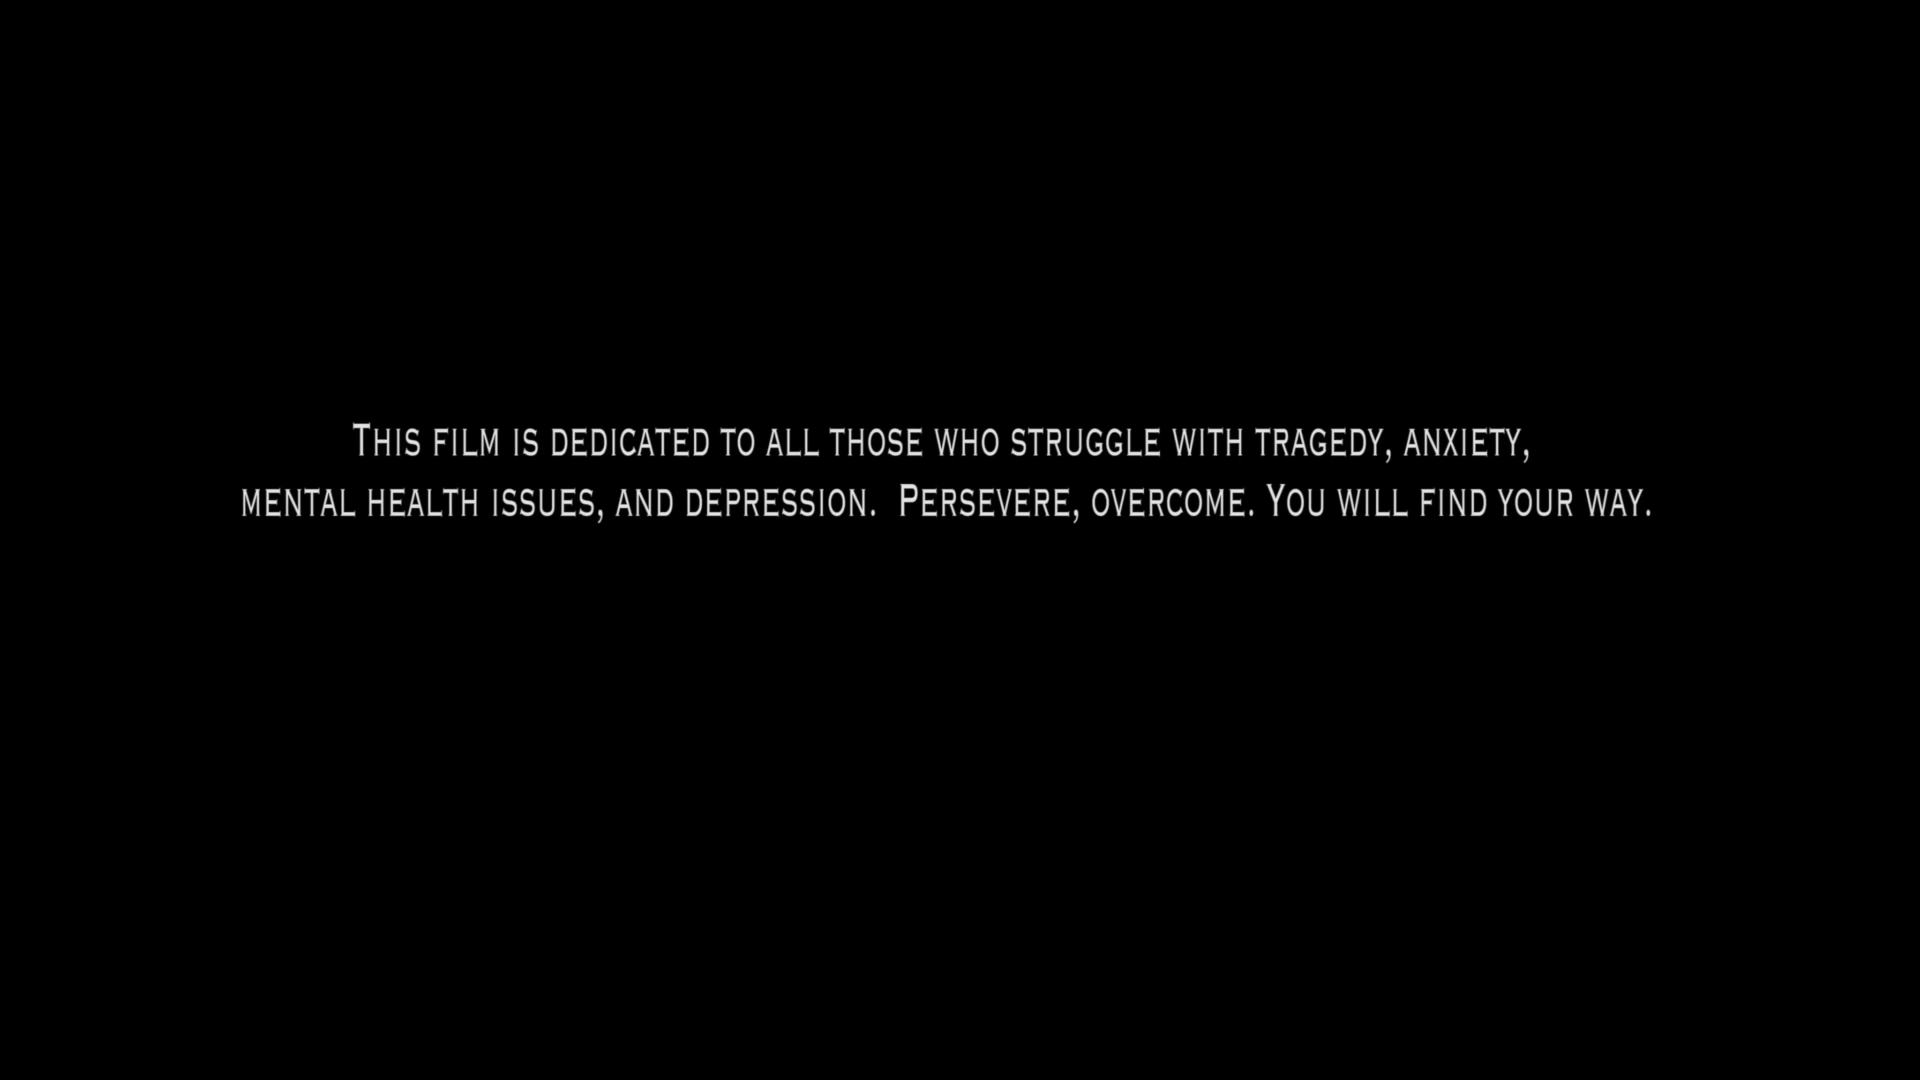 This film is dedicated to all those who struggle with tragedy, anxiety,
mental health issues, and depression.  Persevere, overcome. You will find your way.